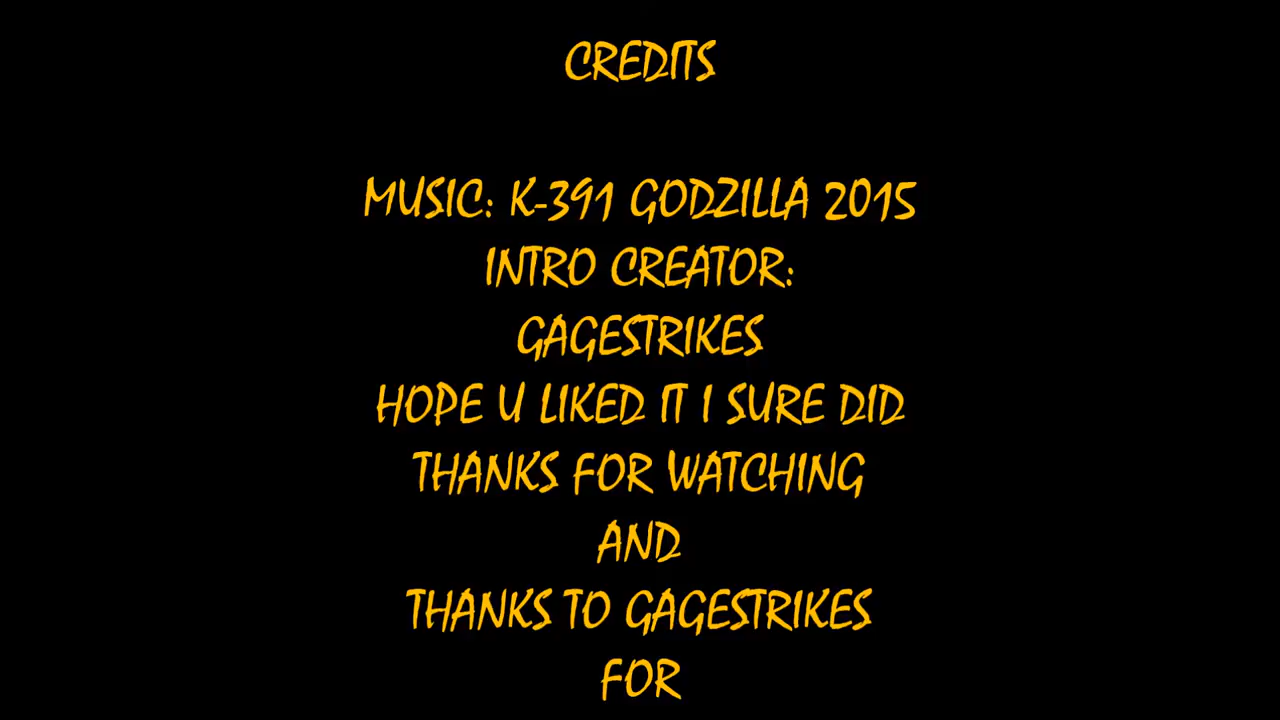 CREDITS
MUSIC: K-391 GODZILLA 2015
INTRO CREATOR:
GAGESTRIKES
HOPE U LIKED IT I SURE DID
THANKS FOR WATCHING
AND
THANKS TO GAGESTRIKES
FOR